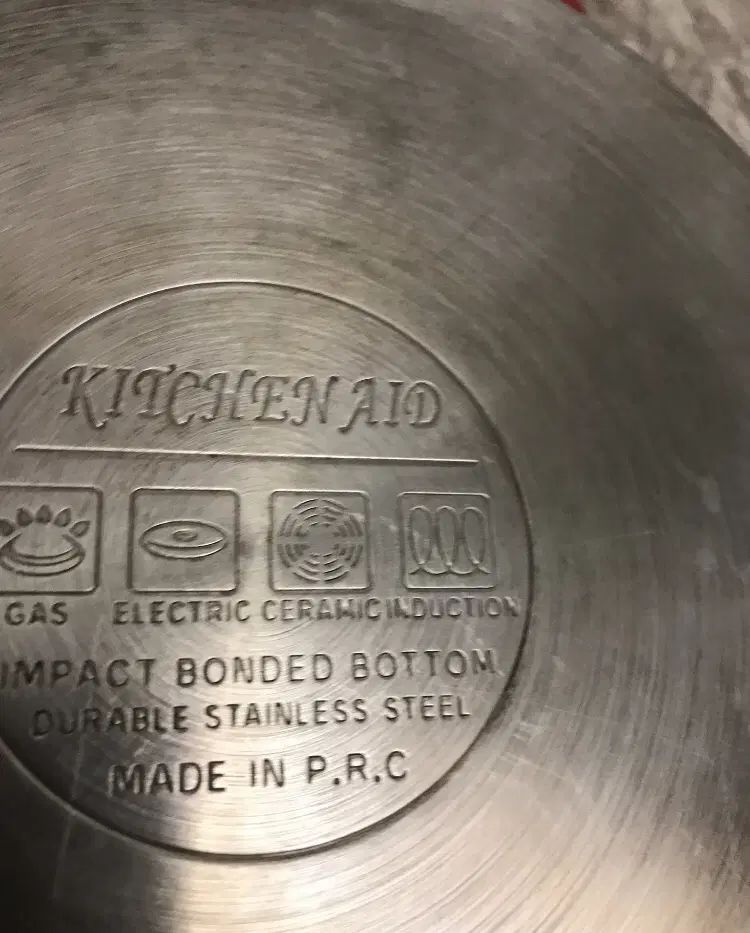 KITCHEN AID
GAS ELECTRIC CERAMIC INDUCTION
IMPACT BONDED BOTTOM
DURABLE STAINLESS STEEL
MADE IN P.R.C